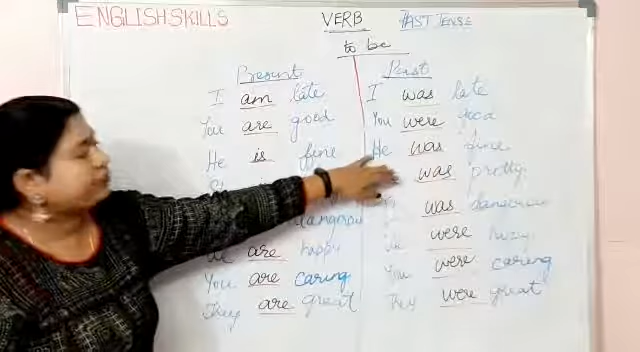 ENGLISH SKILLS
VERB PAST TENSE
to be
Present Past
I am late I was late
You are good You were good
He is fine He was fine
was pretty
dangerous was dangerous
are happy were
You are caring You were caring
They are great They were great